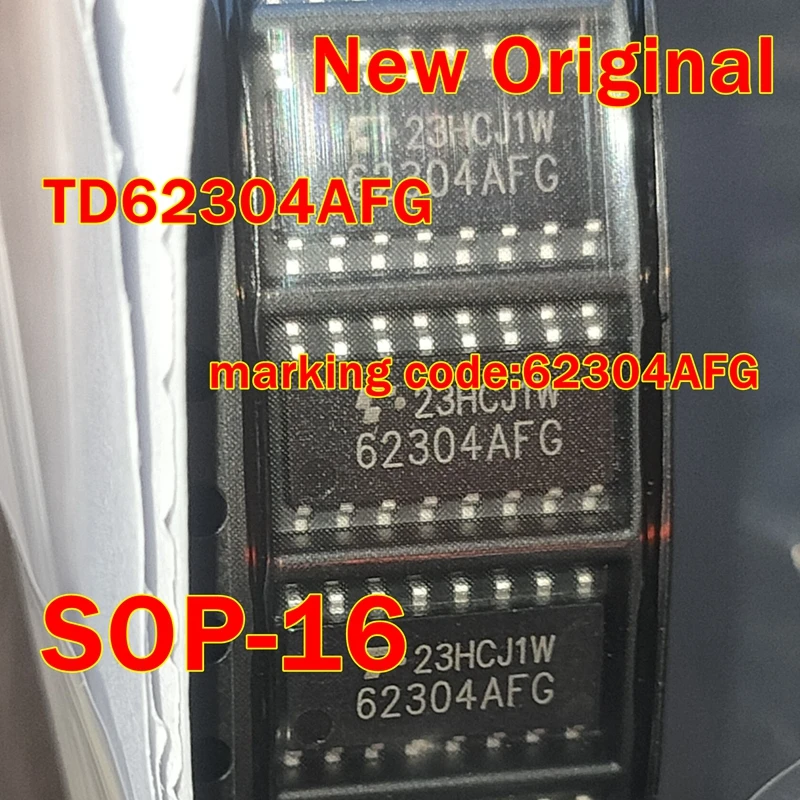 New Original
23HCJ1W
62304AFG
TD62304AFG
marking code:62304AFG
23HCJ1W
62304AFG
SOP-16
23HCJ1W
62304AFG